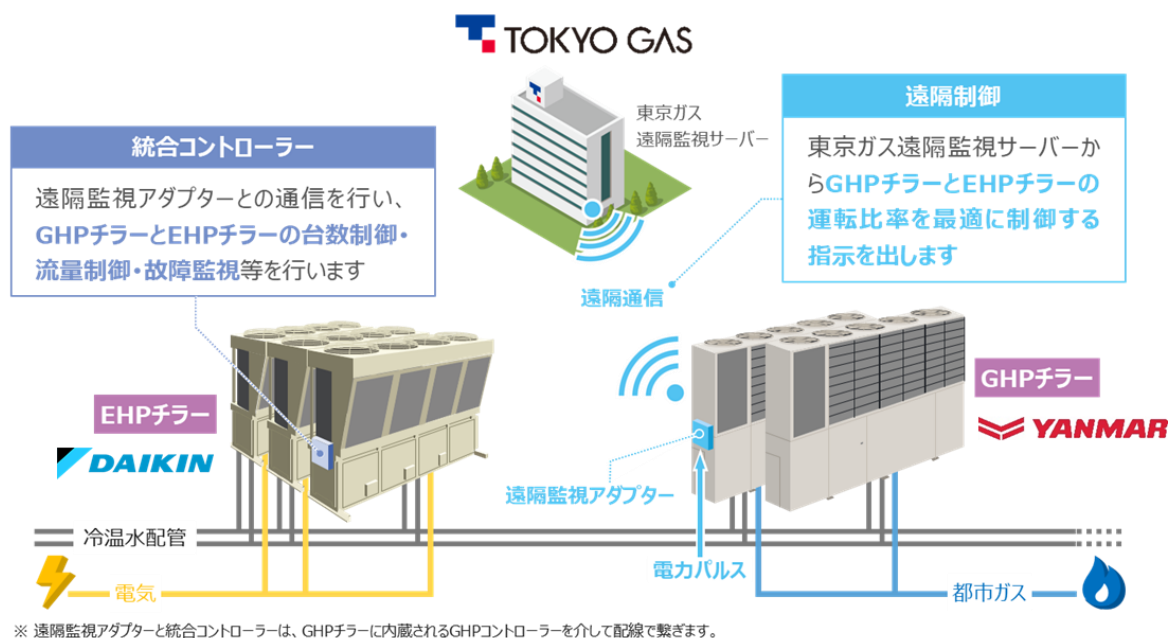 TOKYO GAS
東京ガス
遠隔監視サーバー
統合コントローラー
遠隔監視アダプターとの通信を行い、
GHPチラーとEHPチラーの台数制御・
流量制御・故障監視等を行います
遠隔制御
東京ガス遠隔監視サーバーか
らGHPチラーとEHPチラーの
運転比率を最適に制御する
指示を出します
遠隔通信
EHPチラー
DAIKIN
GHPチラー
YANMAR
遠隔監視アダプター
冷温水配管
電力パルス
電気
都市ガス
※ 遠隔監視アダプターと統合コントローラーは、GHPチラーに内蔵されるGHPコントローラーを介して配線で繋ぎます。